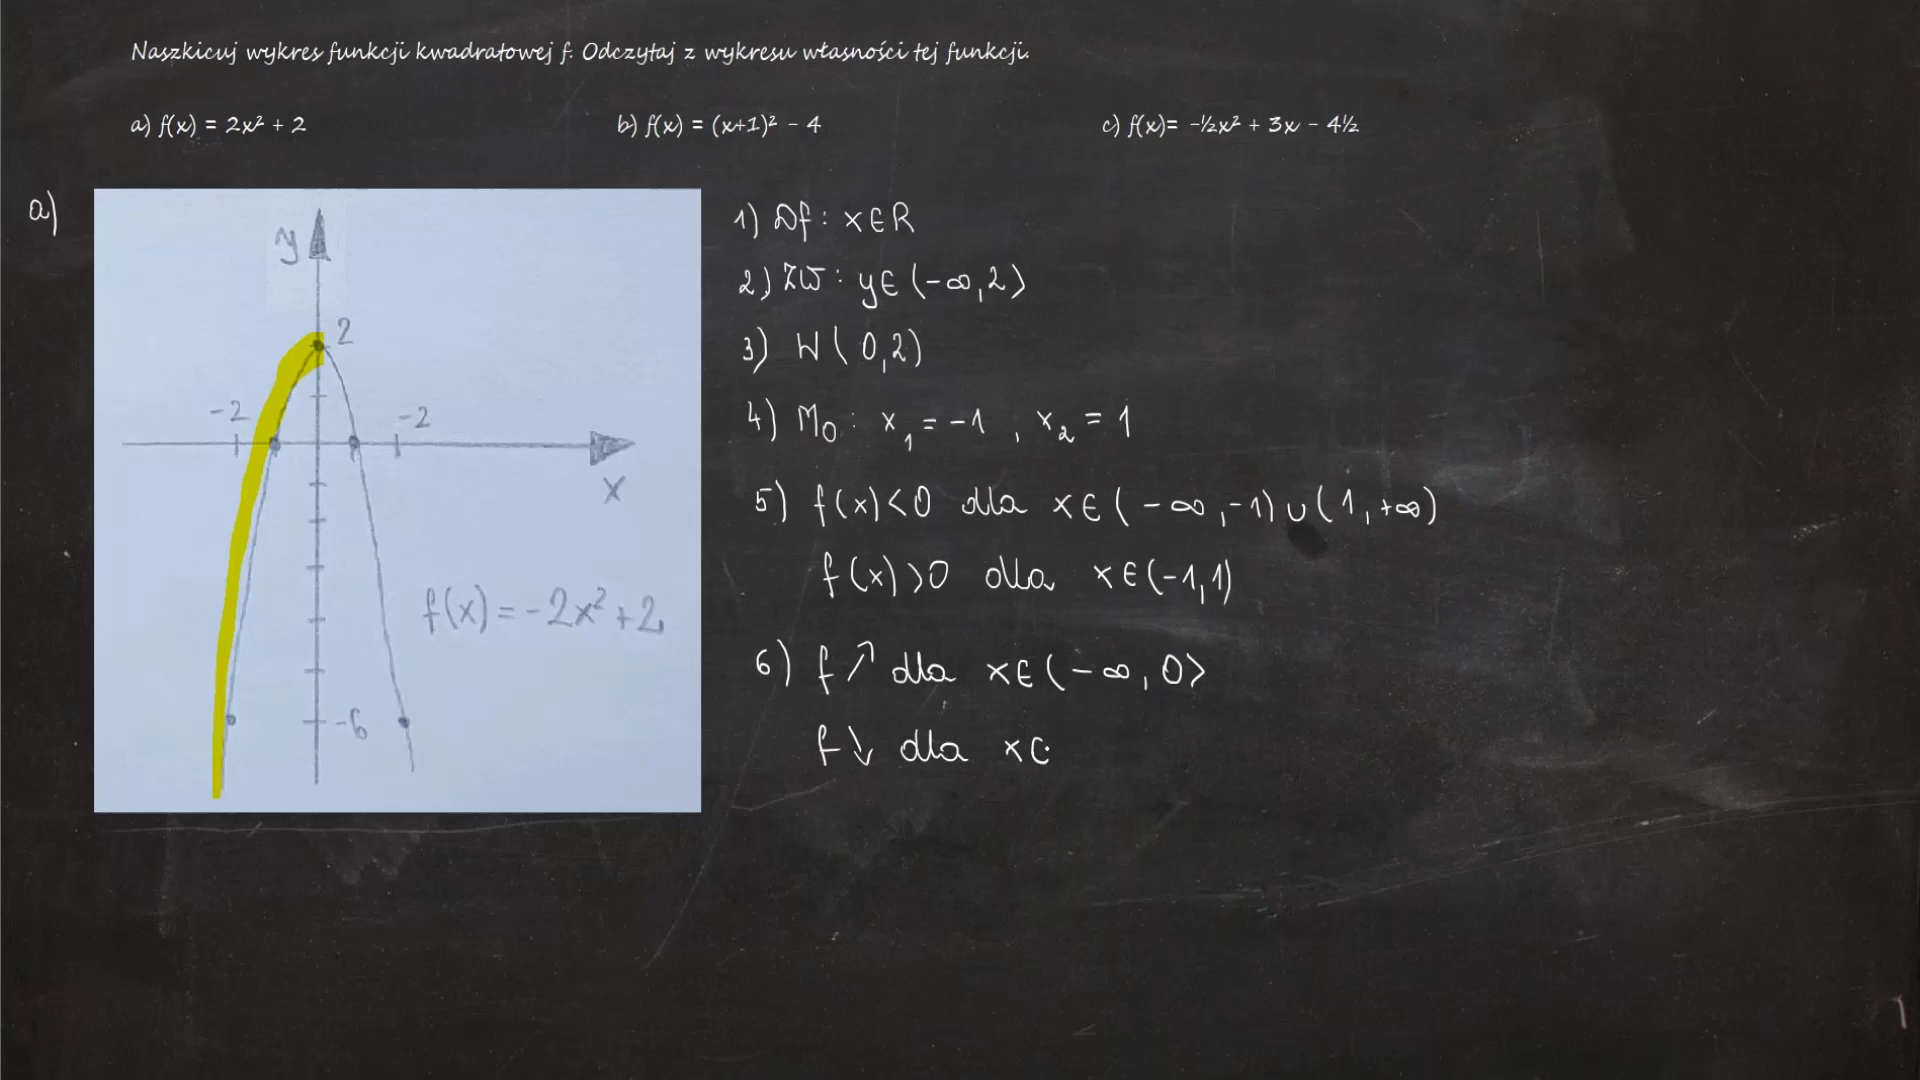 Naszkicuj wykres funkcji kwadratowej f. Odczytaj z wykresu własności tej funkcji.
a) f(x) = 2x² + 2
b) f(x) = (x+1)² - 4
c) f(x)= -½x² + 3x - 4½
a)
y
2
-2
-2
x
f(x) = -2x² + 2
-6
1) Df : x∈R
2) ZW : y∈(-∞,2⟩
3) W(0,2)
4) M₀ : x₁ = -1 , x₂ = 1
5) f(x)<0 dla x∈(-∞,-1)∪(1,+∞)
f(x)>0 dla x∈(-1,1)
6) f↗ dla x∈(-∞,0⟩
f↘ dla x∈